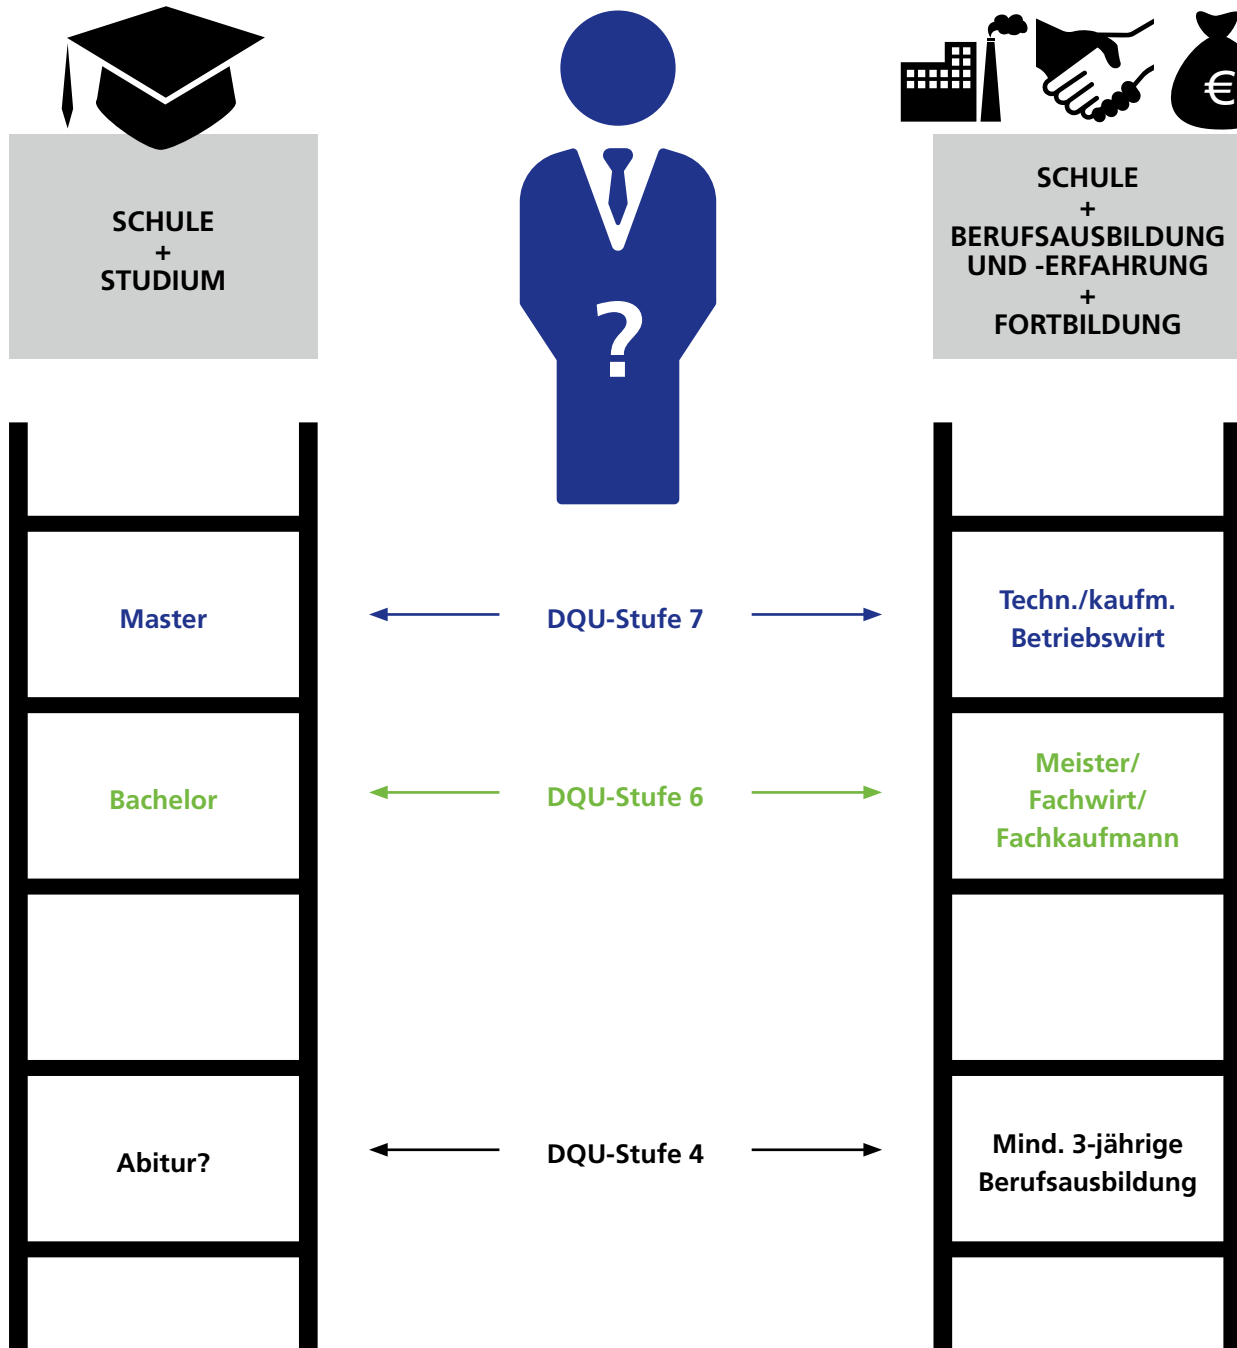 €
SCHULE
+
STUDIUM
?
SCHULE
+
BERUFSAUSBILDUNG
UND -ERFAHRUNG
+
FORTBILDUNG
Master
DQU-Stufe 7
Techn./kaufm.
Betriebswirt
Bachelor
DQU-Stufe 6
Meister/
Fachwirt/
Fachkaufmann
Abitur?
DQU-Stufe 4
Mind. 3-jährige
Berufsausbildung